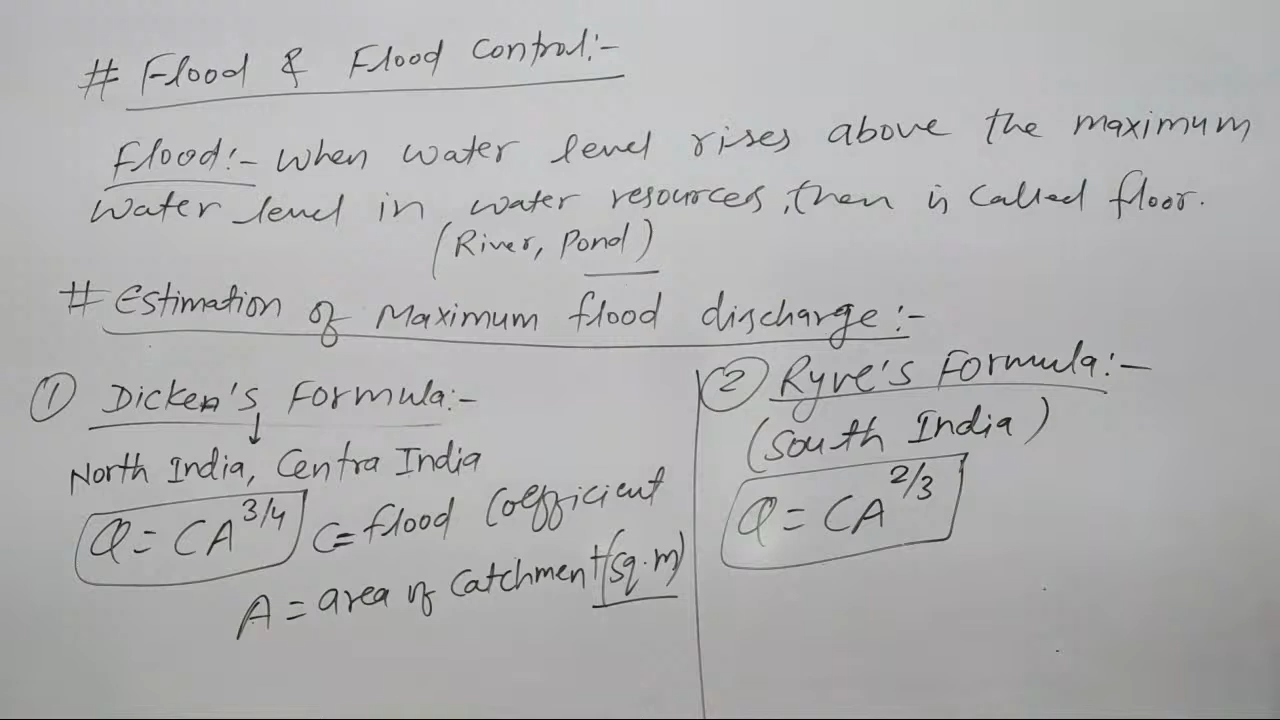 # Flood & Flood Control:-
Flood:- When water level rises above the maximum
water level in water resources, then is called floor.
(River, Pond)
# Estimation of Maximum flood discharge:-
① Dicken's Formula:-
↓
North India, Centra India
Q = CA^3/4 C = flood Coefficient
A = area of Catchment (sq.m)
② Ryve's Formula:-
(South India)
Q = CA^2/3